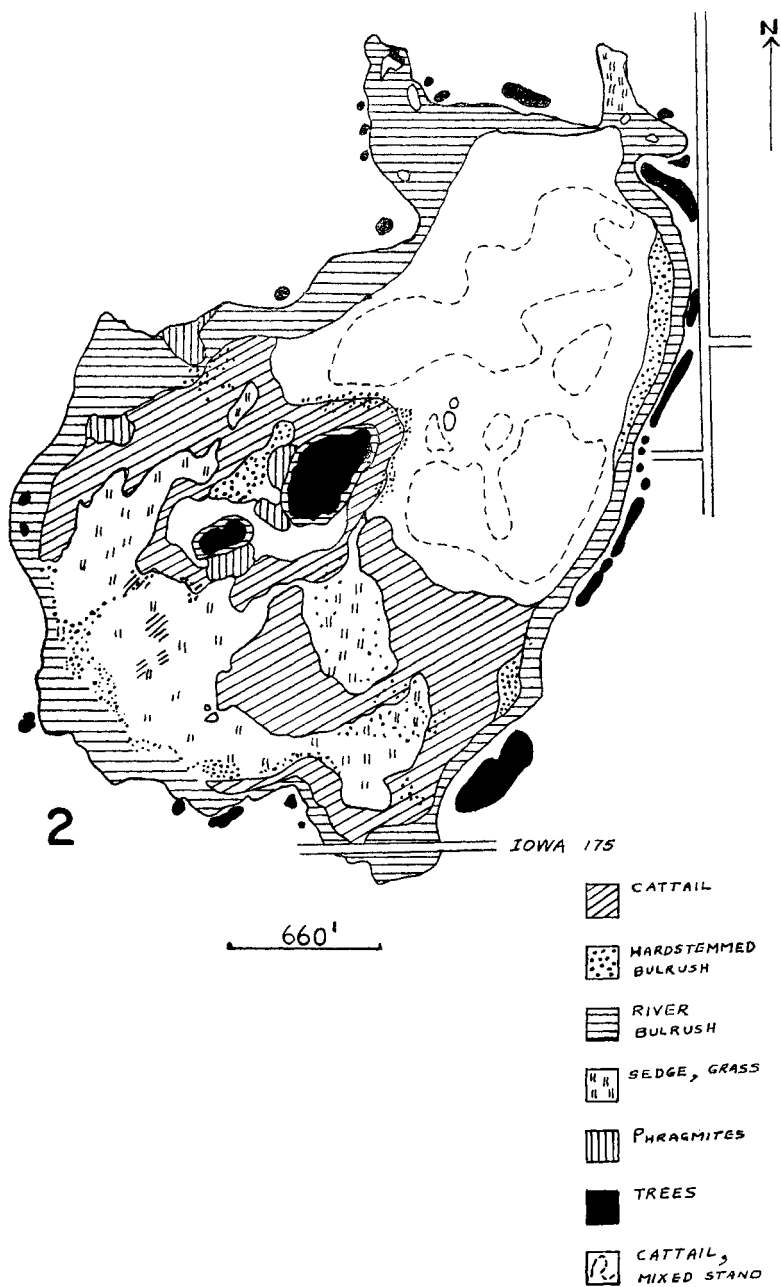 N
2
IOWA 175
660'
CATTAIL
HARDSTEMMED
BULRUSH
RIVER
BULRUSH
SEDGE, GRASS
PHRAGMITES
TREES
CATTAIL,
MIXED STAND